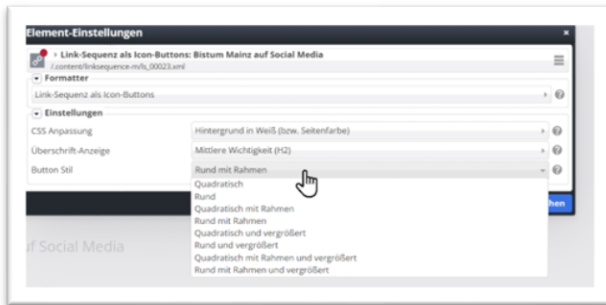 Element-Einstellungen
Link-Sequenz als Icon-Buttons: Bistum Mainz auf Social Media
/.content/linksequence-m/ls_00023.xml
Formatter
Link-Sequenz als Icon-Buttons
Einstellungen
CSS Anpassung Hintergrund in Weiß (bzw. Seitenfarbe)
Überschrift-Anzeige Mittlere Wichtigkeit (H2)
Button Stil Rund mit Rahmen
Quadratisch
Rund
Quadratisch mit Rahmen
Rund mit Rahmen
Quadratisch und vergrößert
Rund und vergrößert
Quadratisch mit Rahmen und vergrößert
Rund mit Rahmen und vergrößert
hen
uf Social Media